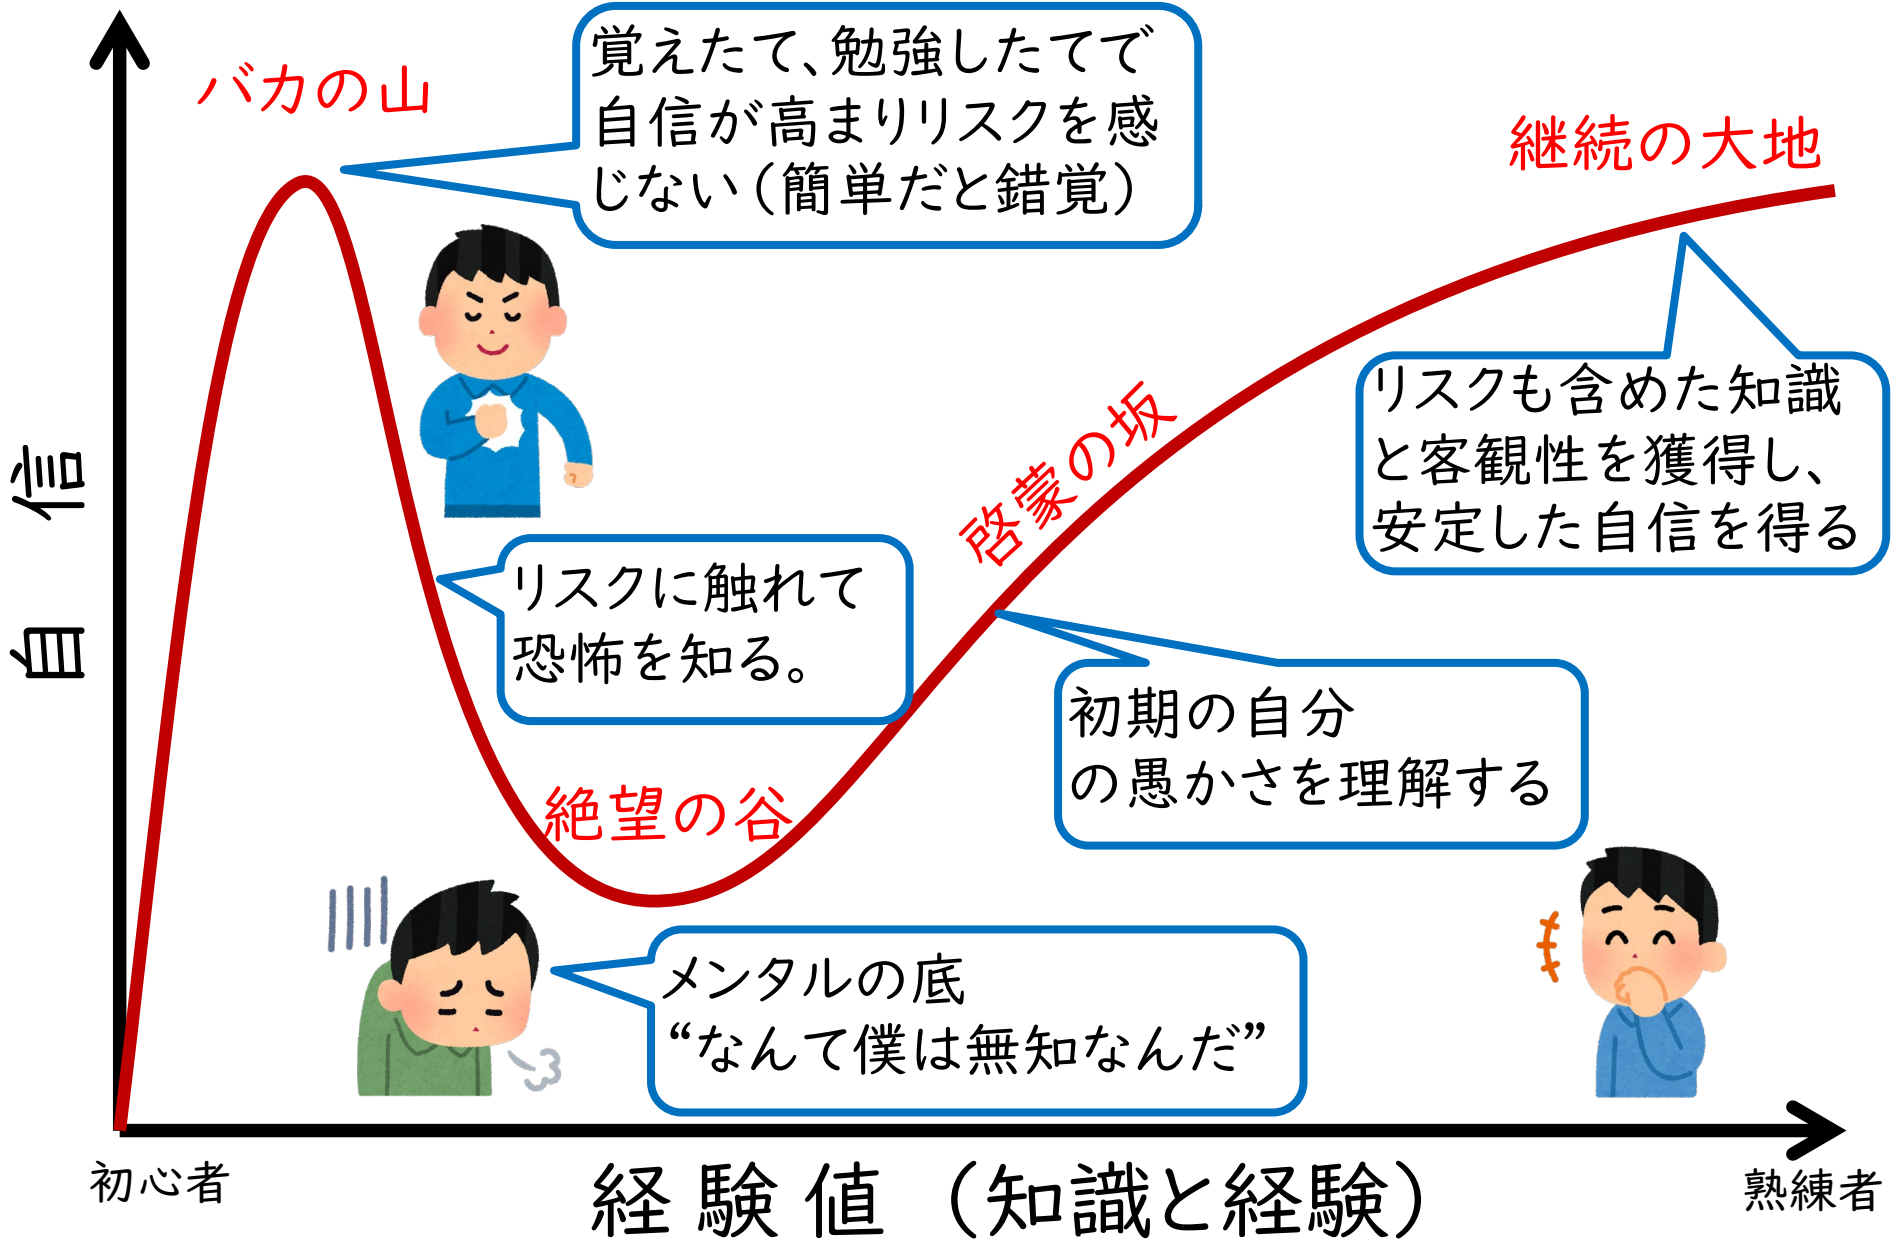 バカの山
覚えたて、勉強したてで
自信が高まりリスクを感
じない（簡単だと錯覚）
継続の大地
リスクも含めた知識
と客観性を獲得し、
安定した自信を得る
自信
啓蒙の坂
リスクに触れて
恐怖を知る。
初期の自分
の愚かさを理解する
絶望の谷
メンタルの底
“なんて僕は無知なんだ”
初心者
経験値（知識と経験）
熟練者